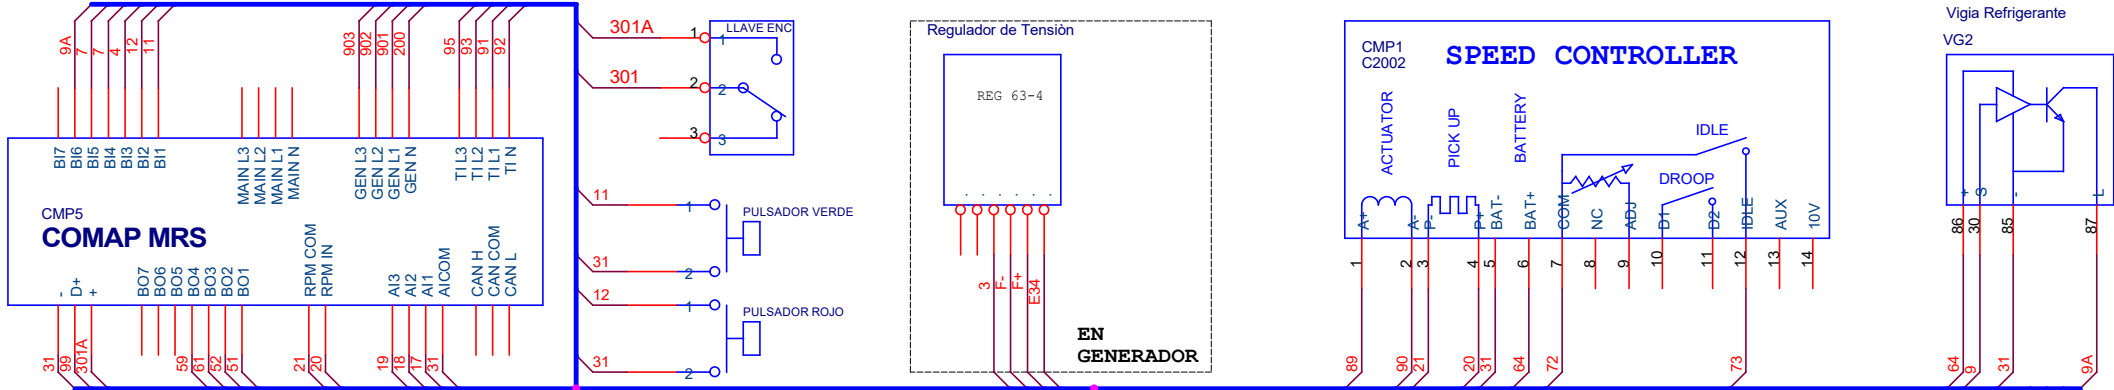 9A
7
7
4
12
11
903
902
901
200
95
93
91
92
BI7
BI6
BI5
BI4
BI3
BI2
BI1
MAIN L3
MAIN L2
MAIN L1
MAIN N
GEN L3
GEN L2
GEN L1
GEN N
TI L3
TI L2
TI L1
TI N
CMP5
COMAP MRS
-
D+
+
BO7
BO6
BO5
BO4
BO3
BO2
BO1
RPM COM
RPM IN
AI3
AI2
AI1
AICOM
CAN H
CAN COM
CAN L
31
99
301A
59
61
52
51
21
20
19
18
17
31
301A
301
1
2
3
LLAVE ENC
1
2
3
11
1
PULSADOR VERDE
31
2
12
1
PULSADOR ROJO
31
2
Regulador de Tensiòn
REG 63-4
3
F-
F+
E34
EN
GENERADOR
CMP1
C2002
SPEED CONTROLLER
ACTUATOR
PICK UP
BATTERY
IDLE
DROOP
A+
A-
P-
P+
BAT-
BAT+
COM
NC
ADJ
D1
D2
IDLE
AUX
10V
1
2
3
4
5
6
7
8
9
10
11
12
13
14
89
90
21
20
31
64
72
73
Vigia Refrigerante
VG2
+
S
-
L
86
30
85
87
64
9
31
9A